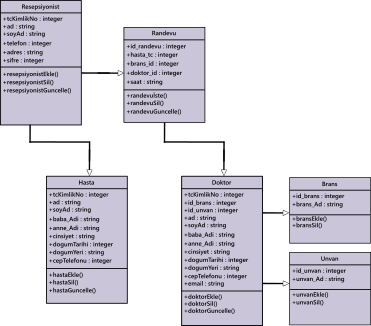 Resepsiyonist
+tcKimlikNo : integer
+ad : string
+soyAd : string
+telefon : integer
+adres : string
+sifre : integer
+resepsiyonistEkle()
+resepsiyonistSil()
+resepsiyonistGuncelle()
Randevu
+id_randevu : integer
+hasta_tc : integer
+brans_id : integer
+doktor_id : integer
+saat : string
+randevuIste()
+randevuSil()
+randevuGuncelle()
Hasta
+tcKimlikNo : integer
+ad : string
+soyAd : string
+baba_Adi : string
+anne_Adi : string
+cinsiyet : string
+dogumTarihi : integer
+dogumYeri : string
+cepTelefonu : integer
+hastaEkle()
+hastaSil()
+hastaGuncelle()
Doktor
+tcKimlikNo : integer
+id_brans : integer
+id_unvan : integer
+ad : string
+soyAd : string
+baba_Adi : string
+anne_Adi : string
+cinsiyet : string
+dogumTarihi : integer
+dogumYeri : string
+cepTelefonu : integer
+email : string
+doktorEkle()
+doktorSil()
+doktorGuncelle()
Brans
+id_brans : integer
+brans_Ad : string
+bransEkle()
+bransSil()
Unvan
+id_unvan : integer
+unvan_Ad : string
+unvanEkle()
+unvanSil()